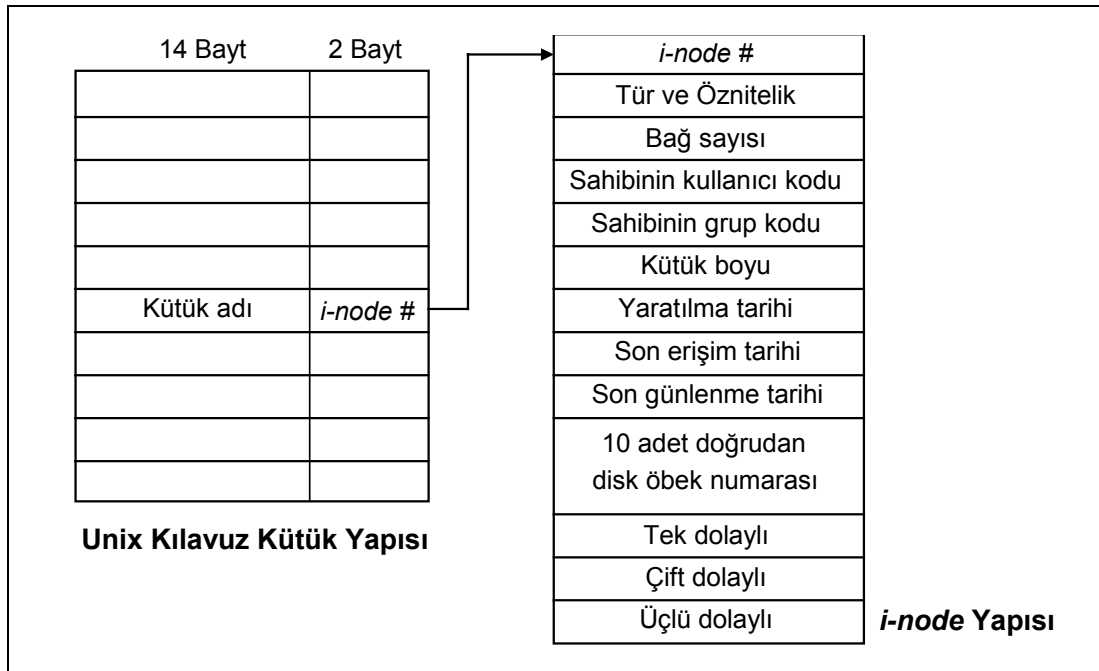 14 Bayt 2 Bayt
Kütük adı i-node #
Unix Kılavuz Kütük Yapısı
i-node #
Tür ve Öznitelik
Bağ sayısı
Sahibinin kullanıcı kodu
Sahibinin grup kodu
Kütük boyu
Yaratılma tarihi
Son erişim tarihi
Son günlenme tarihi
10 adet doğrudan
disk öbek numarası
Tek dolaylı
Çift dolaylı
Üçlü dolaylı
i-node Yapısı